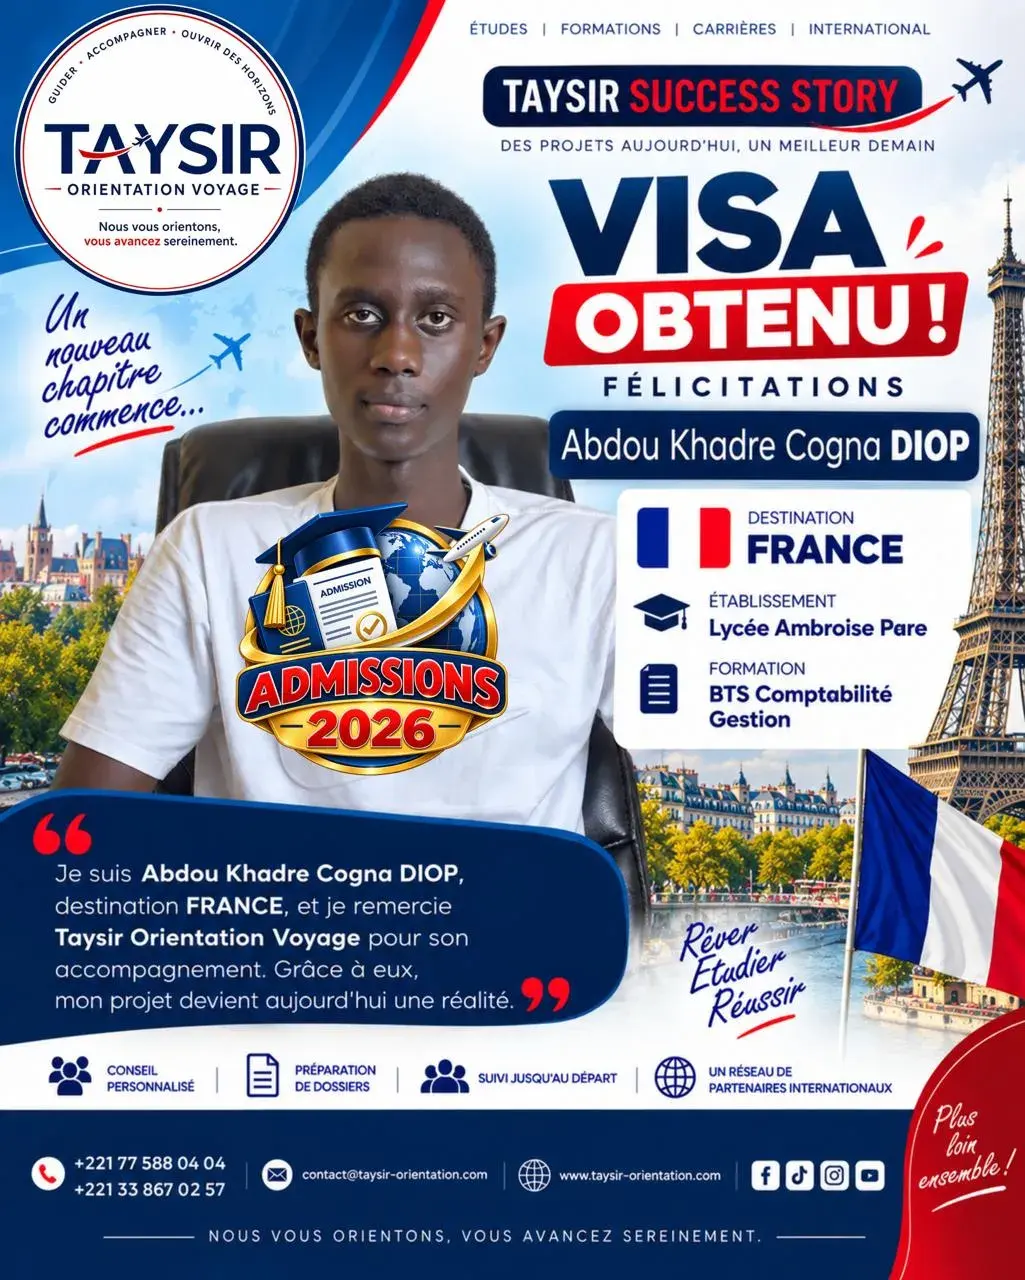 GUIDER • ACCOMPAGNER • OUVRIR DES HORIZONS
TAYSIR
ORIENTATION VOYAGE
Nous vous orientons,
vous avancez sereinement.
ÉTUDES | FORMATIONS | CARRIÈRES | INTERNATIONAL
TAYSIR SUCCESS STORY
DES PROJETS AUJOURD'HUI, UN MEILLEUR DEMAIN
VISA
OBTENU !
FÉLICITATIONS
Abdou Khadre Cogna DIOP
Un
nouveau
chapitre
commence...
DESTINATION
FRANCE
ÉTABLISSEMENT
Lycée Ambroise Pare
FORMATION
BTS Comptabilité
Gestion
ADMISSION
ADMISSIONS
2026
“
Je suis Abdou Khadre Cogna DIOP,
destination FRANCE, et je remercie
Taysir Orientation Voyage pour son
accompagnement. Grâce à eux,
mon projet devient aujourd'hui une réalité. ”
Rêver
Etudier
Réussir
CONSEIL
PERSONNALISÉ
PRÉPARATION
DE DOSSIERS
SUIVI JUSQU'AU DÉPART
UN RÉSEAU DE
PARTENAIRES INTERNATIONAUX
+221 77 588 04 04
+221 33 867 02 57
contact@taysir-orientation.com
www.taysir-orientation.com
Plus
loin
ensemble !
NOUS VOUS ORIENTONS, VOUS AVANCEZ SEREINEMENT.